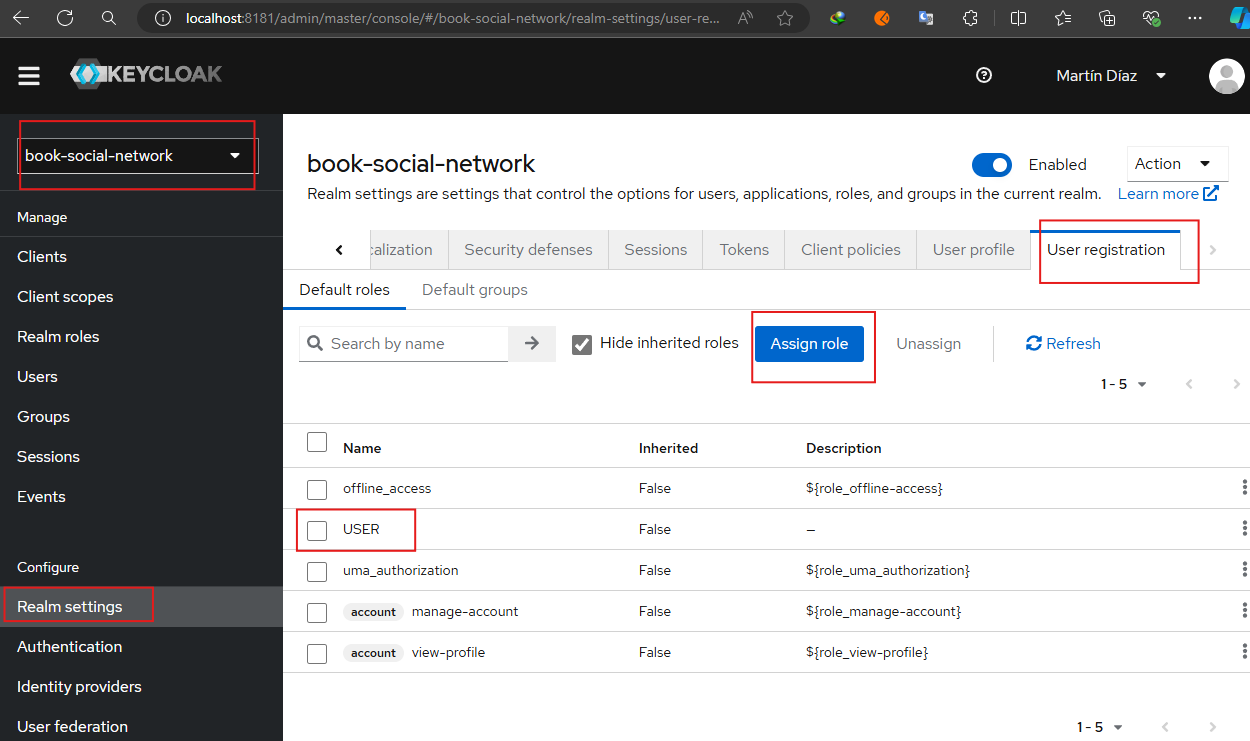 localhost:8181/admin/master/console/#/book-social-network/realm-settings/user-re...
KEYCLOAK
Martín Díaz
book-social-network
Manage
Clients
Client scopes
Realm roles
Users
Groups
Sessions
Events
Configure
Realm settings
Authentication
Identity providers
User federation
book-social-network
Enabled
Action
Realm settings are settings that control the options for users, applications, roles, and groups in the current realm. Learn more
alization Security defenses Sessions Tokens Client policies User profile User registration
Default roles Default groups
Search by name Hide inherited roles Assign role Unassign Refresh
1 - 5
Name Inherited Description
offline_access False ${role_offline-access}
USER False –
uma_authorization False ${role_uma_authorization}
account manage-account False ${role_manage-account}
account view-profile False ${role_view-profile}
1 - 5